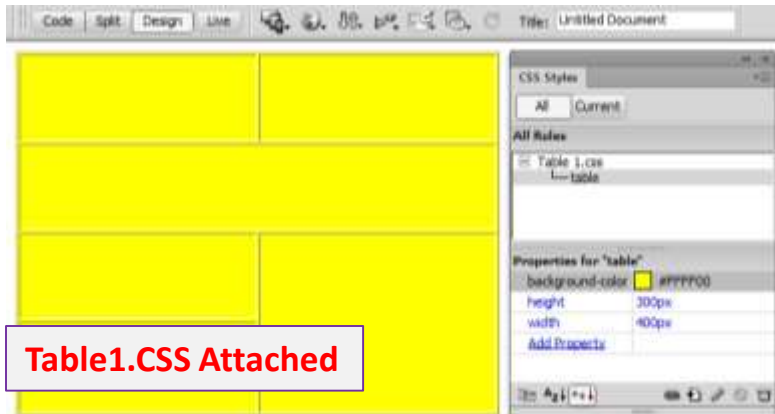 Code Split Design Live Title: Untitled Document
CSS Styles
All Current
All Rules
Table 1.css
table
Properties for "table"
background-color #FFFF00
height 300px
width 400px
Add Property
Table1.CSS Attached